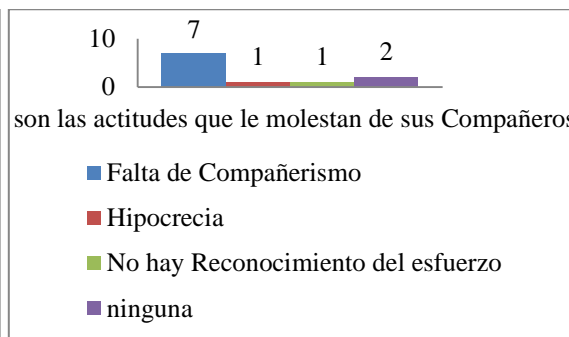 7
10
2
1
1
0
son las actitudes que le molestan de sus Compañeros
Falta de Compañerismo
Hipocrecia
No hay Reconocimiento del esfuerzo
ninguna